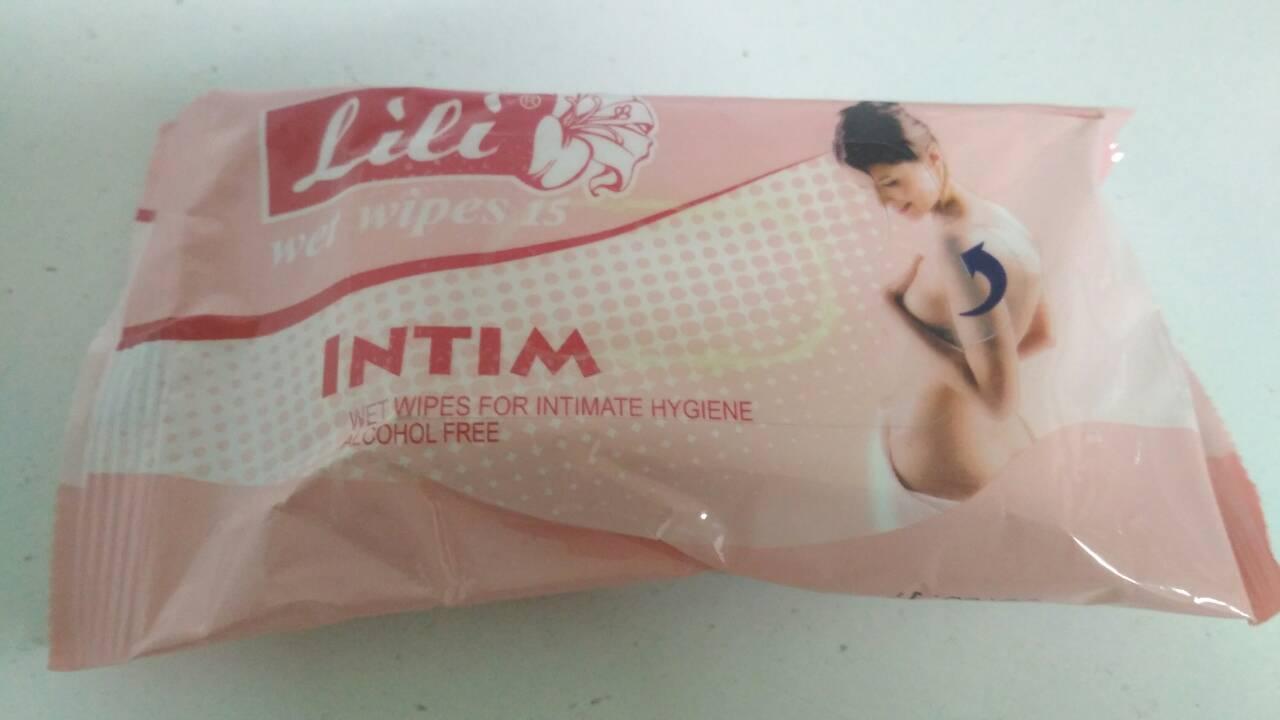 Lili®
wet wipes 15
INTIM
WET WIPES FOR INTIMATE HYGIENE
ALCOHOL FREE